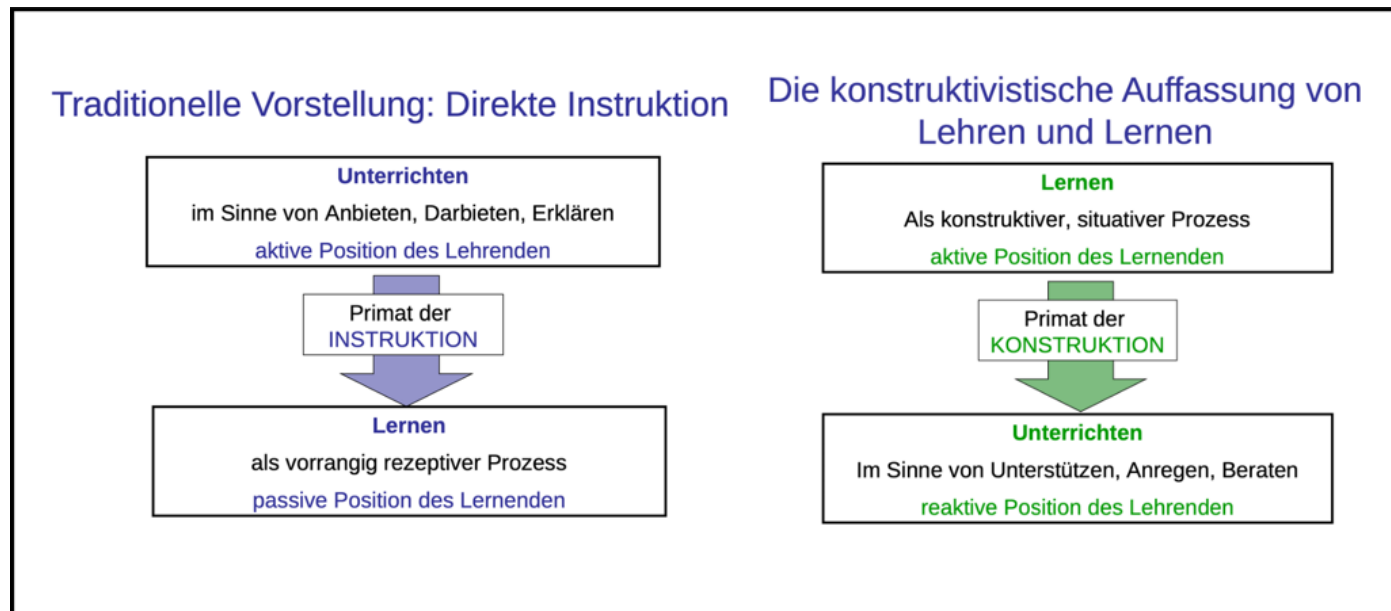 Traditionelle Vorstellung: Direkte Instruktion
Unterrichten
im Sinne von Anbieten, Darbieten, Erklären
aktive Position des Lehrenden
Primat der
INSTRUKTION
Lernen
als vorrangig rezeptiver Prozess
passive Position des Lernenden
Die konstruktivistische Auffassung von
Lehren und Lernen
Lernen
Als konstruktiver, situativer Prozess
aktive Position des Lernenden
Primat der
KONSTRUKTION
Unterrichten
Im Sinne von Unterstützen, Anregen, Beraten
reaktive Position des Lehrenden